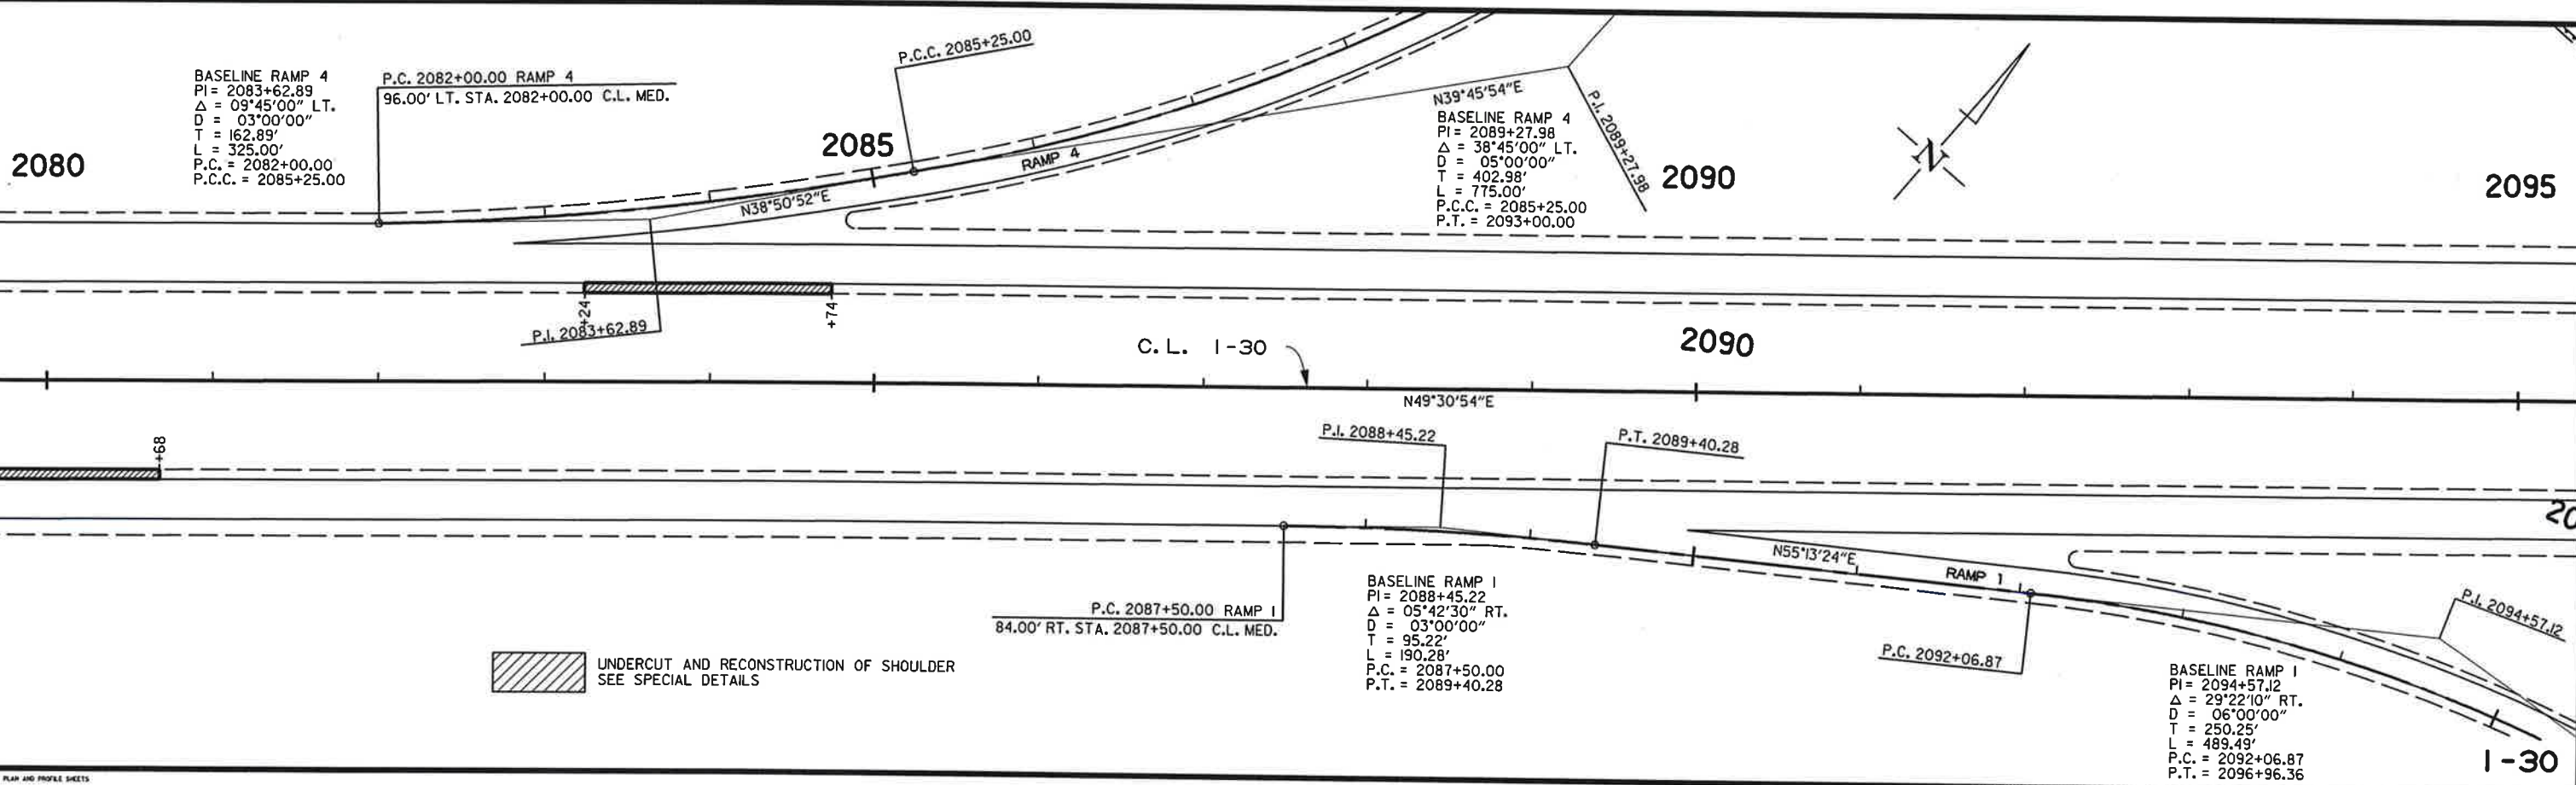 P.C.C. 2085+25.00
BASELINE RAMP 4
PI= 2083+62.89
Δ = 09°45'00" LT.
D = 03°00'00"
T = 162.89'
L = 325.00'
P.C. = 2082+00.00
P.C.C. = 2085+25.00
P.C. 2082+00.00 RAMP 4
96.00' LT. STA. 2082+00.00 C.L. MED.
2080
2085
N39°45'54"E
BASELINE RAMP 4
PI= 2089+27.98
Δ = 38°45'00" LT.
D = 05°00'00"
T = 402.98'
L = 775.00'
P.C.C. = 2085+25.00
P.T. = 2093+00.00
P.I. 2089+27.98
2090
N
2095
RAMP 4
N38°50'52"E
+24
+74
P.I. 2083+62.89
C.L. I-30
2090
N49°30'54"E
+68
P.I. 2088+45.22
P.T. 2089+40.28
20
N55°13'24"E
RAMP 1
P.C. 2087+50.00 RAMP 1
84.00' RT. STA. 2087+50.00 C.L. MED.
BASELINE RAMP 1
PI= 2088+45.22
Δ = 05°42'30" RT.
D = 03°00'00"
T = 95.22'
L = 190.28'
P.C. = 2087+50.00
P.T. = 2089+40.28
P.C. 2092+06.87
P.I. 2094+57.12
BASELINE RAMP 1
PI= 2094+57.12
Δ = 29°22'10" RT.
D = 06°00'00"
T = 250.25'
L = 489.49'
P.C. = 2092+06.87
P.T. = 2096+96.36
UNDERCUT AND RECONSTRUCTION OF SHOULDER
SEE SPECIAL DETAILS
I-30
PLAN AND PROFILE SHEETS